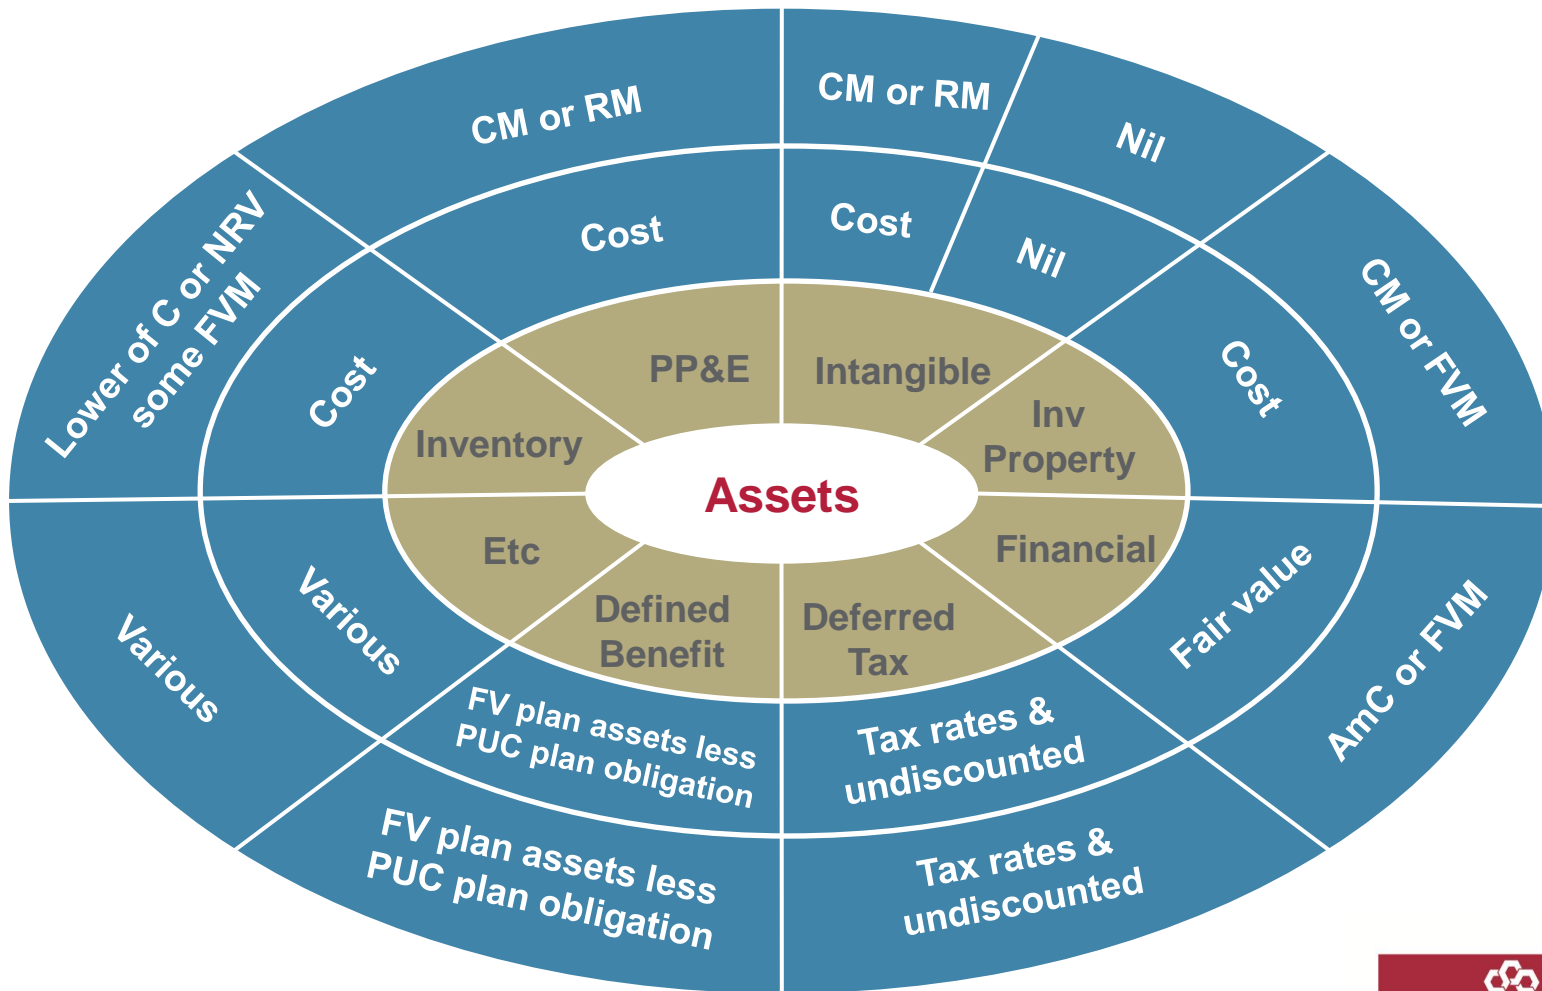 CM or RM
CM or RM
Nil
Lower of C or NRV
some FVM
Cost
Cost
Nil
CM or FVM
Cost
Cost
PP&E
Intangible
Inventory
Inv
Property
Assets
Etc
Financial
Defined
Benefit
Deferred
Tax
Various
Various
Fair value
AmC or FVM
FV plan assets less
PUC plan obligation
Tax rates &
undiscounted
FV plan assets less
PUC plan obligation
Tax rates &
undiscounted